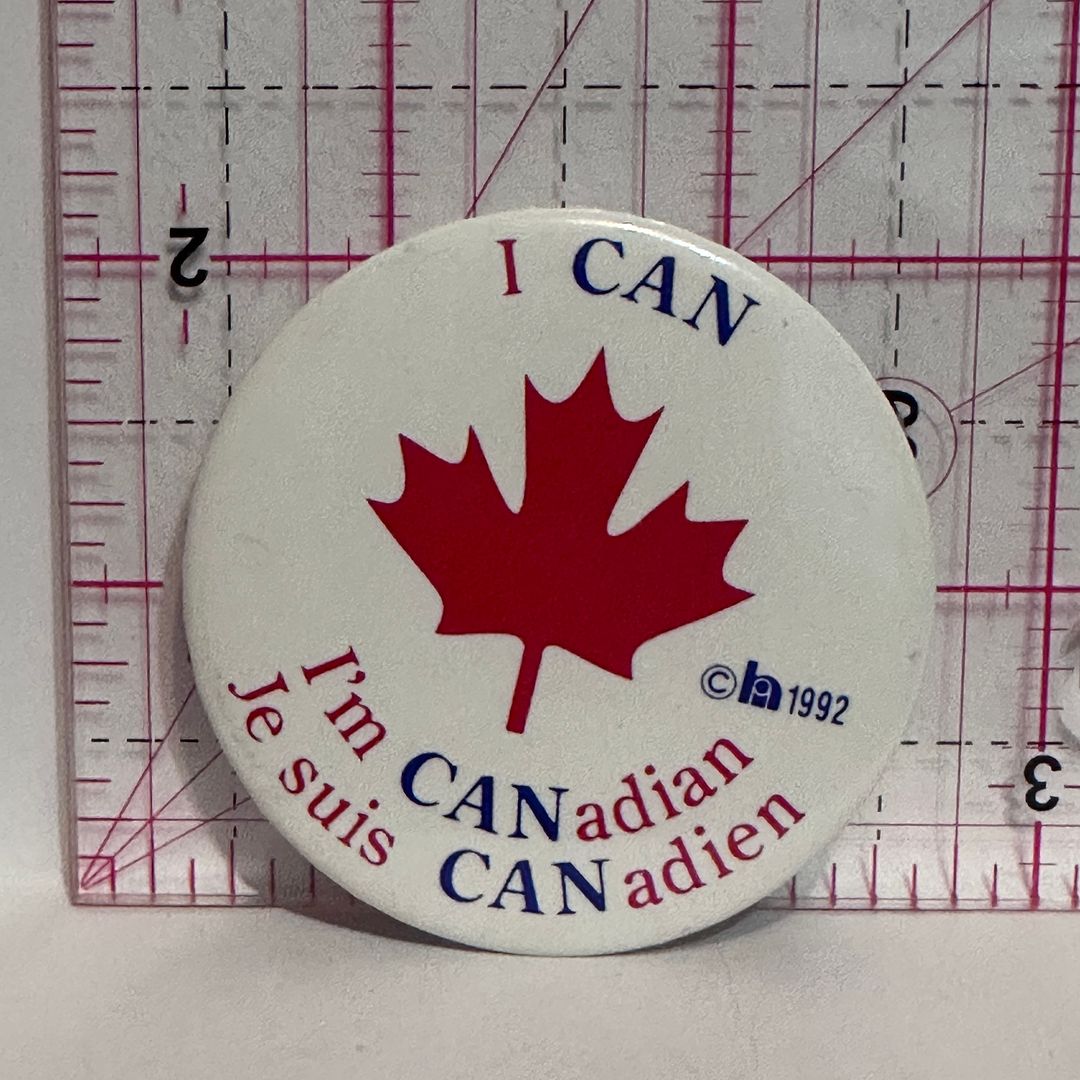 I CAN
© h 1992
I'm CANadian
Je suis CANadien
2
3